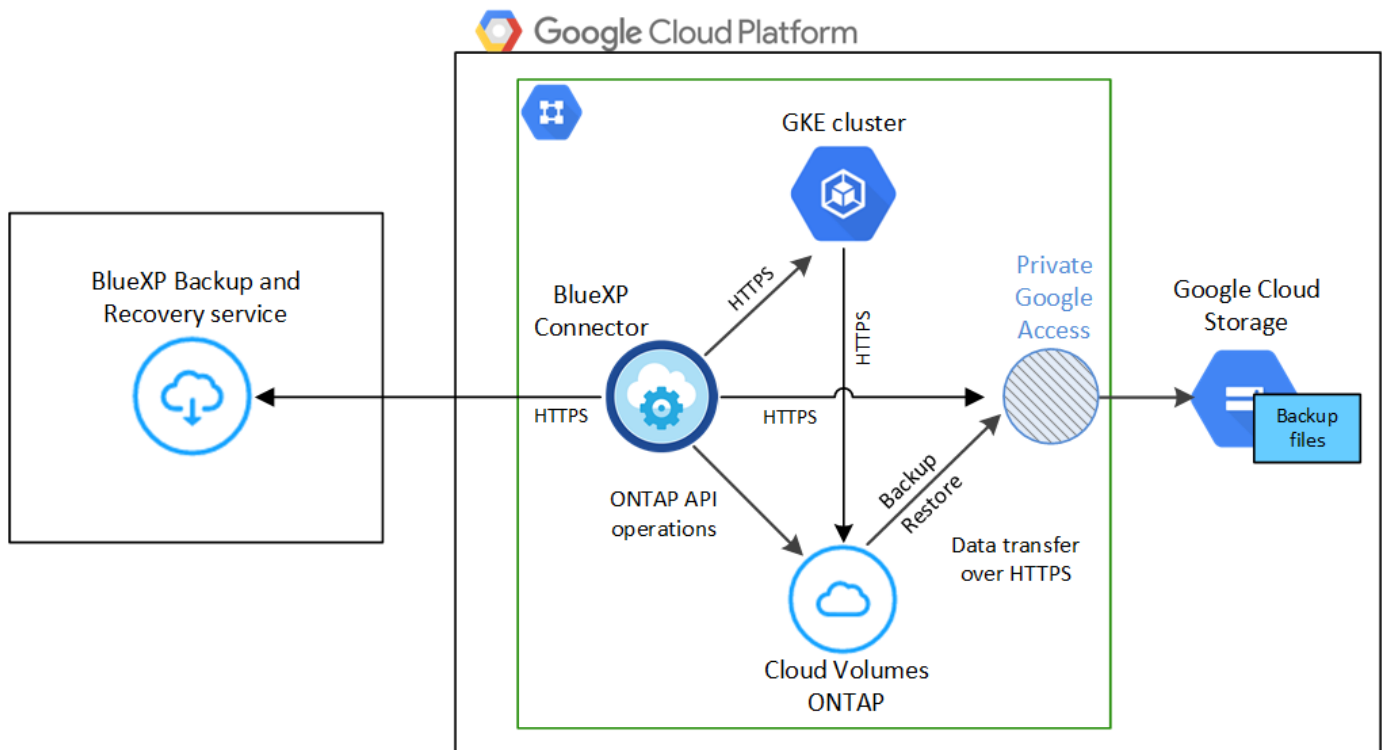 Google Cloud Platform
GKE cluster
BlueXP Backup and
Recovery service
BlueXP
Connector
HTTPS
Private
Google
Access
Google Cloud
Storage
HTTPS
HTTPS
HTTPS
Backup
files
ONTAP API
operations
Backup
Restore
Data transfer
over HTTPS
Cloud Volumes
ONTAP